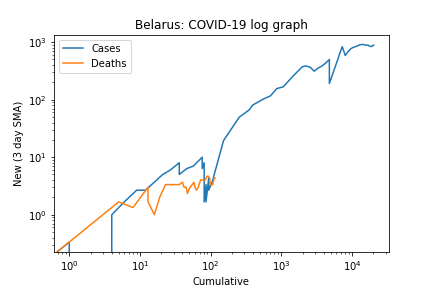 Belarus: COVID-19 log graph
Cases
Deaths
New (3 day SMA)
10³
10²
10¹
10⁰
10⁰ 10¹ 10² 10³ 10⁴
Cumulative